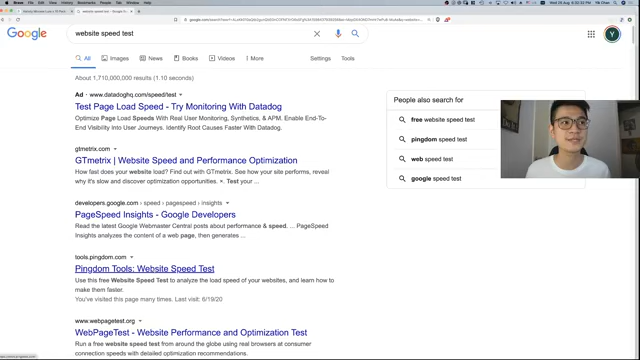 website speed test
Google
Y
All Images News Books Videos More Settings Tools
About 1,710,000,000 results (1.10 seconds)
Ad · www.datadoghq.com/speed/test
Test Page Load Speed - Try Monitoring With Datadog
Optimize Page Load Speeds With Real User Monitoring, Synthetics, & APM. Enable End-To-
End Visibility Into User Journeys. Identify Root Causes Faster With Datadog.
gtmetrix.com
GTmetrix | Website Speed and Performance Optimization
How fast does your website load? Find out with GTmetrix. See how your site performs, reveal
why it's slow and discover optimization opportunities. ×. Test your ...
developers.google.com › speed › pagespeed › insights
PageSpeed Insights - Google Developers
Read the latest Google Webmaster Central posts about performance & speed. ... PageSpeed
Insights analyzes the content of a web page, then generates ...
tools.pingdom.com
Pingdom Tools: Website Speed Test
Use this free Website Speed Test to analyze the load speed of your websites, and learn how to
make them faster.
You've visited this page many times. Last visit: 6/19/20
www.webpagetest.org
WebPageTest - Website Performance and Optimization Test
Run a free website speed test from around the globe using real browsers at consumer
connection speeds with detailed optimization recommendations.
People also search for
free website speed test
pingdom speed test
web speed test
google speed test